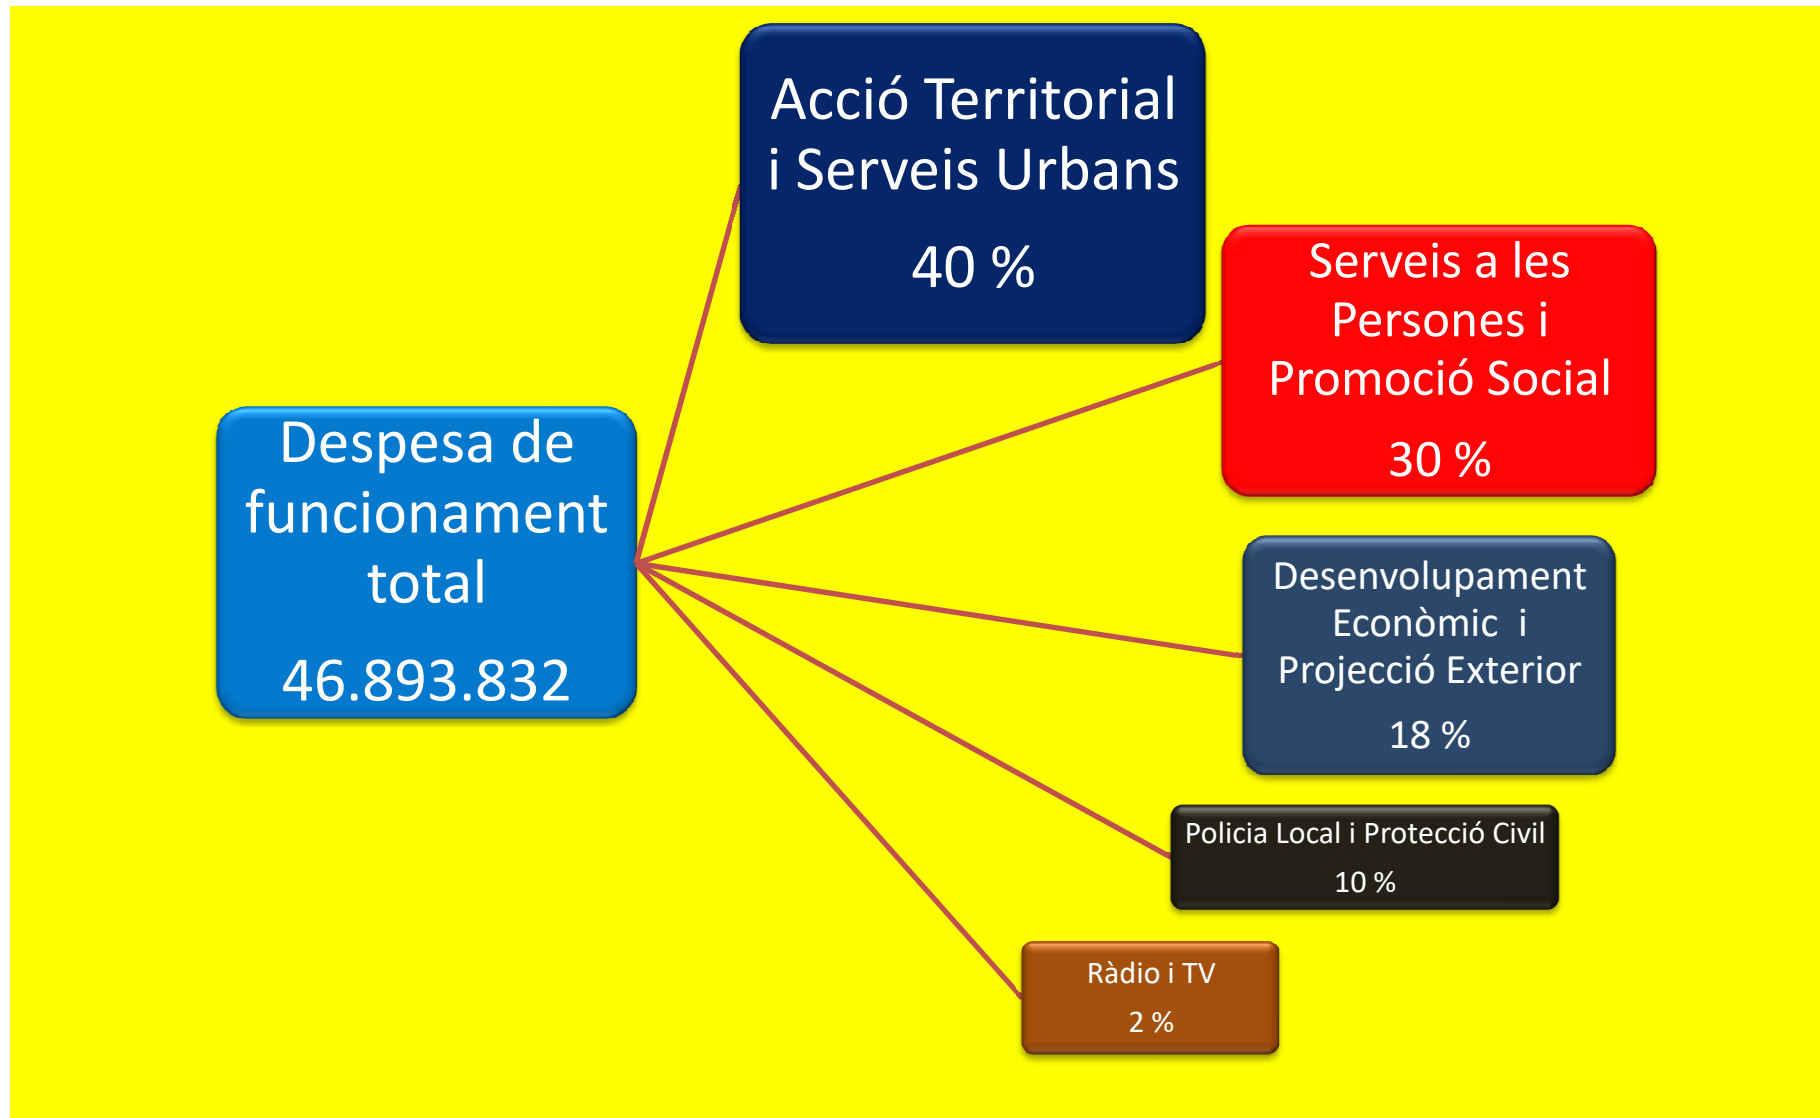 Acció Territorial
i Serveis Urbans
40 %
Serveis a les
Persones i
Promoció Social
30 %
Despesa de
funcionament
total
46.893.832
Desenvolupament
Econòmic  i
Projecció Exterior
18 %
Policia Local i Protecció Civil
10 %
Ràdio i TV
2 %